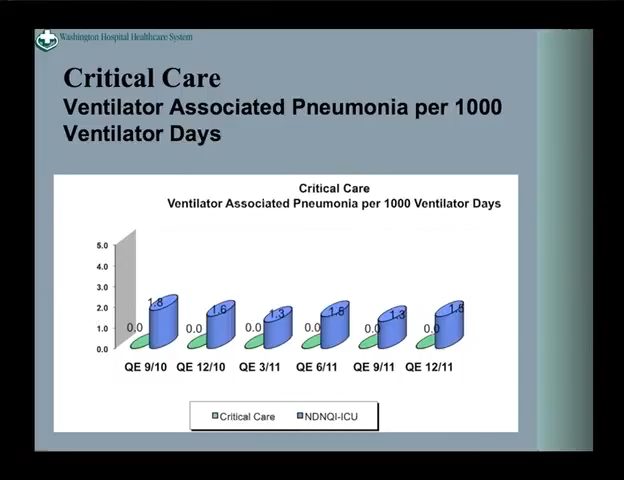 Washington Hospital Healthcare System
Critical Care
Ventilator Associated Pneumonia per 1000
Ventilator Days
Critical Care
Ventilator Associated Pneumonia per 1000 Ventilator Days
5.0
4.0
3.0
2.0
1.0
0.0
0.0 1.8 0.0 1.6 0.0 1.3 0.0 1.5 0.0 1.3 0.0 1.5
QE 9/10 QE 12/10 QE 3/11 QE 6/11 QE 9/11 QE 12/11
Critical Care NDNQI-ICU